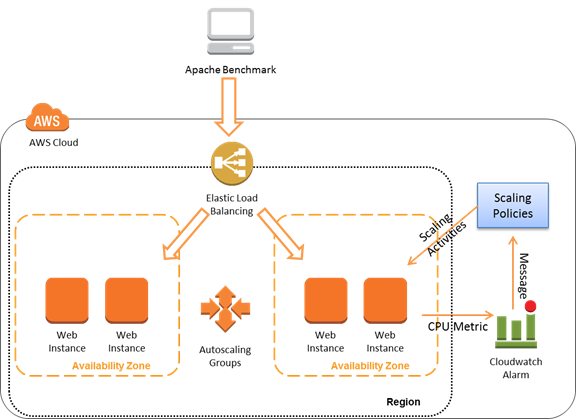 Apache Benchmark
AWS
AWS Cloud
Elastic Load
Balancing
Scaling
Policies
Scaling
Activities
Message
Web
Instance
Web
Instance
Autoscaling
Groups
Web
Instance
Web
Instance
CPU Metric
Cloudwatch
Alarm
Availability Zone
Availability Zone
Region